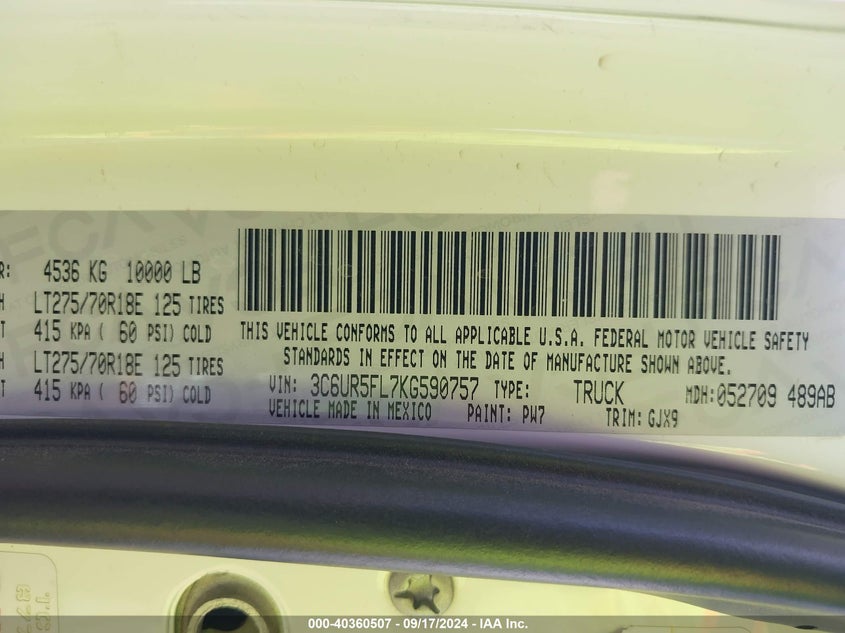 R: 4536 KG 10000 LB
H LT275/70R18E 125 TIRES
T 415 KPA ( 60 PSI) COLD
H LT275/70R18E 125 TIRES
T 415 KPA ( 60 PSI) COLD
THIS VEHICLE CONFORMS TO ALL APPLICABLE U.S.A. FEDERAL MOTOR VEHICLE SAFETY
STANDARDS IN EFFECT ON THE DATE OF MANUFACTURE SHOWN ABOVE.
VIN: 3C6UR5FL7KG590757 TYPE: TRUCK MDH:052709 489AB
VEHICLE MADE IN MEXICO PAINT: PW7 TRIM: GJX9
000-40360507 - 09/17/2024 - IAA Inc.